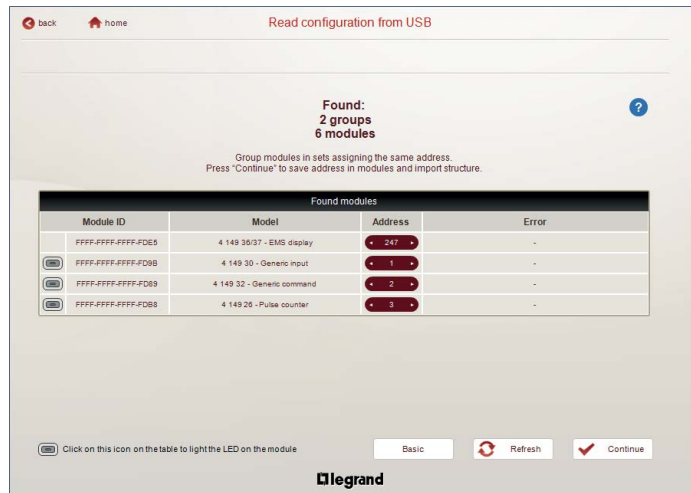 back
home
Read configuration from USB
Found:
2 groups
6 modules
?
Group modules in sets assigning the same address.
Press "Continue" to save address in modules and import structure.
Found modules
Module ID Model Address Error
FFFF-FFFF-FFFF-FDE5 4 149 36/37 - EMS display 247 -
FFFF-FFFF-FFFF-FD9B 4 149 30 - Generic input 1 -
FFFF-FFFF-FFFF-FD89 4 149 32 - Generic command 2 -
FFFF-FFFF-FFFF-FDB8 4 149 26 - Pulse counter 3 -
Click on this icon on the table to light the LED on the module
Basic
Refresh
Continue
legrand